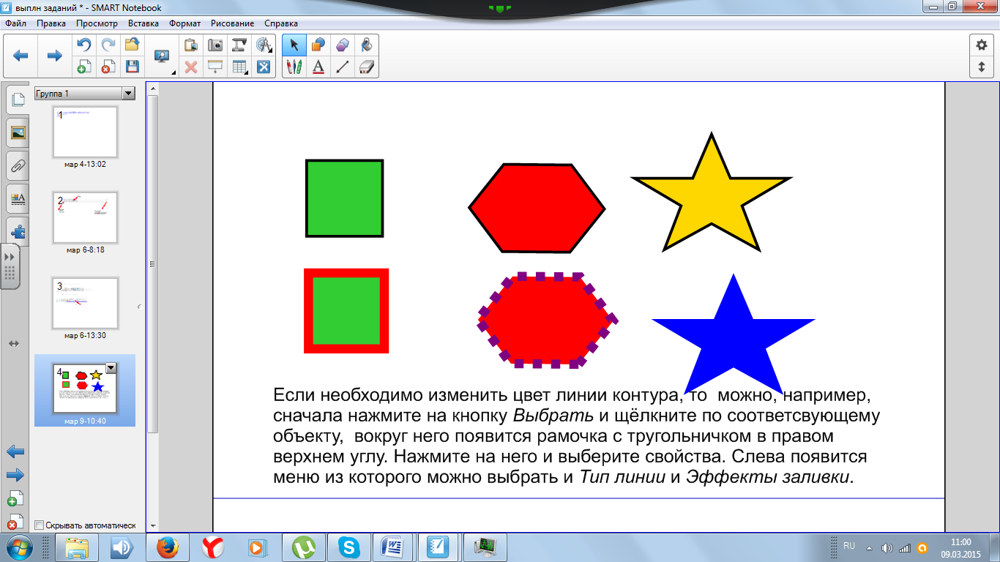 выплн заданий * - SMART Notebook
Файл Правка Просмотр Вставка Формат Рисование Справка
Группа 1
1
мар 4-13:02
2
мар 6-8:18
3
мар 6-13:30
4
мар 9-10:40
Скрывать автоматическ
Если необходимо изменить цвет линии контура, то можно, например,
сначала нажмите на кнопку Выбрать и щёлкните по соответсвующему
объекту, вокруг него появится рамочка с тругольничком в правом
верхнем углу. Нажмите на него и выберите свойства. Слева появится
меню из которого можно выбрать и Тип линии и Эффекты заливки.
RU
11:00
09.03.2015